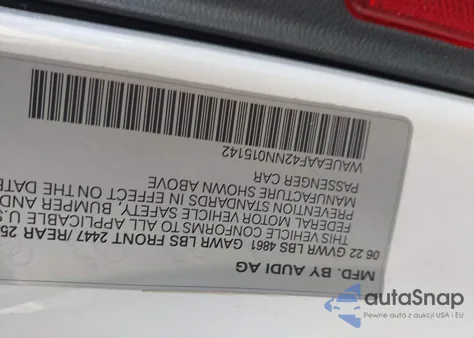 MFD. BY AUDI AG
06 22 GVWR LBS 4861 GAWR LBS FRONT 2447 /REAR 25
THIS VEHICLE CONFORMS TO ALL APPLICABLE U.S.
FEDERAL MOTOR VEHICLE SAFETY, BUMPER AND
PREVENTION STANDARDS IN EFFECT ON THE DATE
MANUFACTURE SHOWN ABOVE
PASSENGER CAR
WAUEAAF42NN015142
autoSnap
Pewne auta z aukcji USA i EU